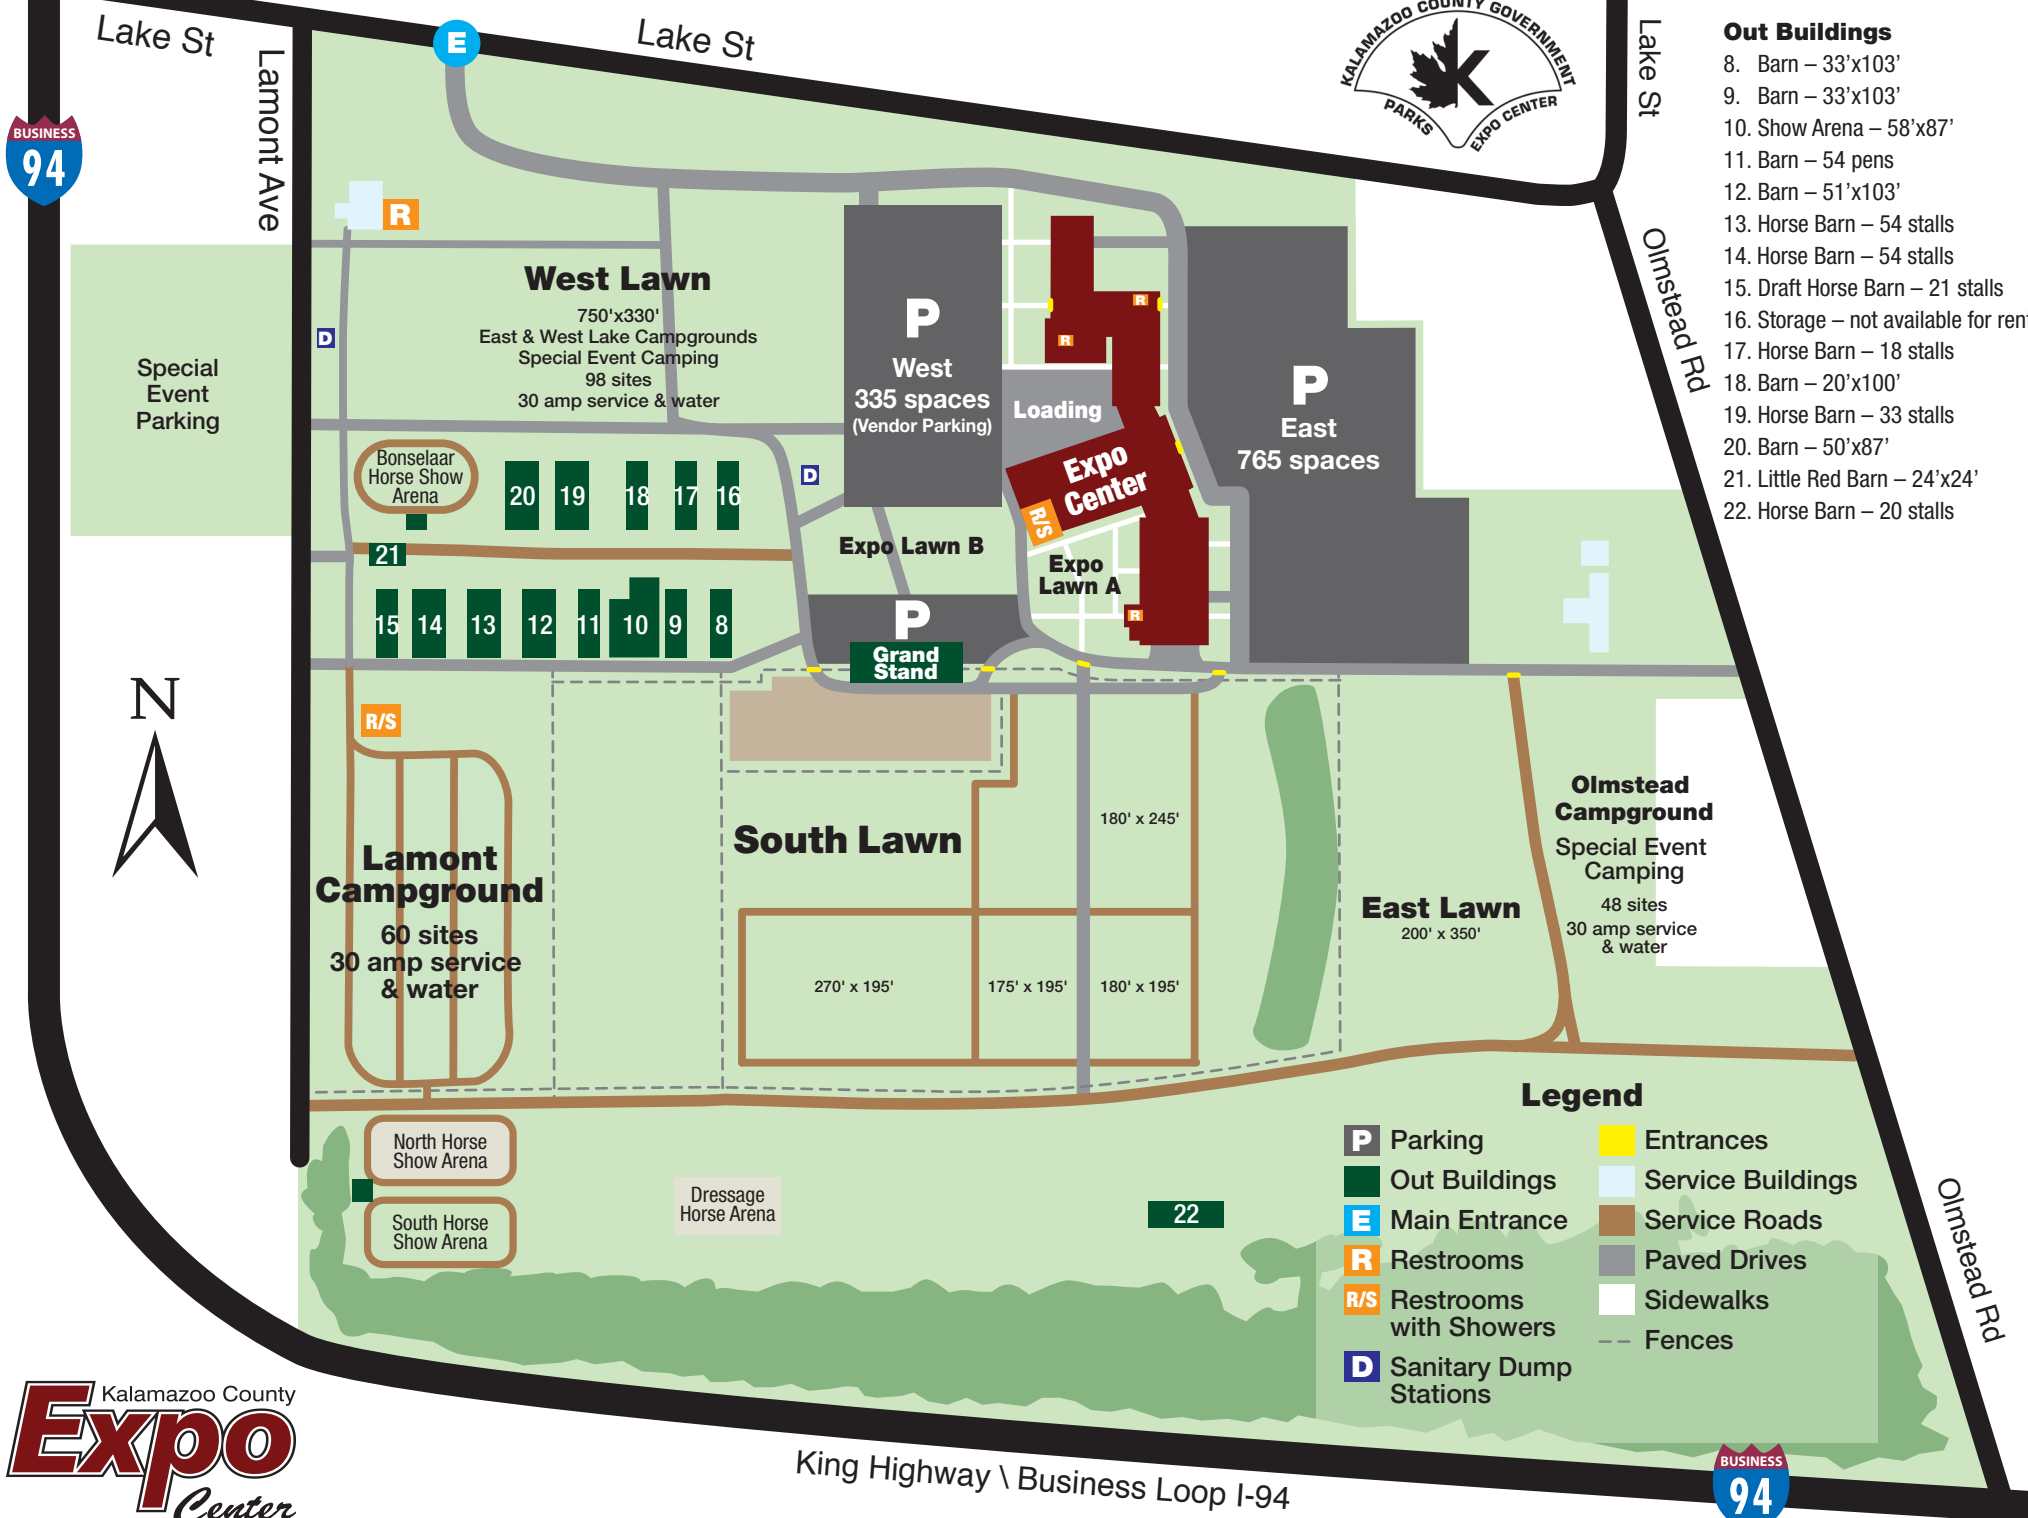 Lake St
Lamont Ave
E
Lake St
KALAMAZOO COUNTY GOVERNMENT
K
PARKS
EXPO CENTER
Lake St
Olmstead Rd
BUSINESS
94
Out Buildings
8. Barn – 33'x103'
9. Barn – 33'x103'
10. Show Arena – 58'x87'
11. Barn – 54 pens
12. Barn – 51'x103'
13. Horse Barn – 54 stalls
14. Horse Barn – 54 stalls
15. Draft Horse Barn – 21 stalls
16. Storage – not available for rent
17. Horse Barn – 18 stalls
18. Barn – 20'x100'
19. Horse Barn – 33 stalls
20. Barn – 50'x87'
21. Little Red Barn – 24'x24'
22. Horse Barn – 20 stalls
R
D
Special
Event
Parking
West Lawn
750'x330'
East & West Lake Campgrounds
Special Event Camping
98 sites
30 amp service & water
P
West
335 spaces
(Vendor Parking)
R
R
Loading
Expo
Center
R/S
P
East
765 spaces
Bonselaar
Horse Show
Arena
20
19
18
17
16
D
21
Expo Lawn B
Expo
Lawn A
R
15
14
13
12
11
10
9
8
P
Grand
Stand
N
R/S
Lamont
Campground
60 sites
30 amp service
& water
South Lawn
180' x 245'
270' x 195'
175' x 195'
180' x 195'
East Lawn
200' x 350'
Olmstead
Campground
Special Event
Camping
48 sites
30 amp service
& water
North Horse
Show Arena
South Horse
Show Arena
Dressage
Horse Arena
22
Legend
P Parking
Out Buildings
E Main Entrance
R Restrooms
R/S Restrooms
with Showers
D Sanitary Dump
Stations
Entrances
Service Buildings
Service Roads
Paved Drives
Sidewalks
Fences
Olmstead Rd
Kalamazoo County
Expo
Center
King Highway \ Business Loop I-94
BUSINESS
94